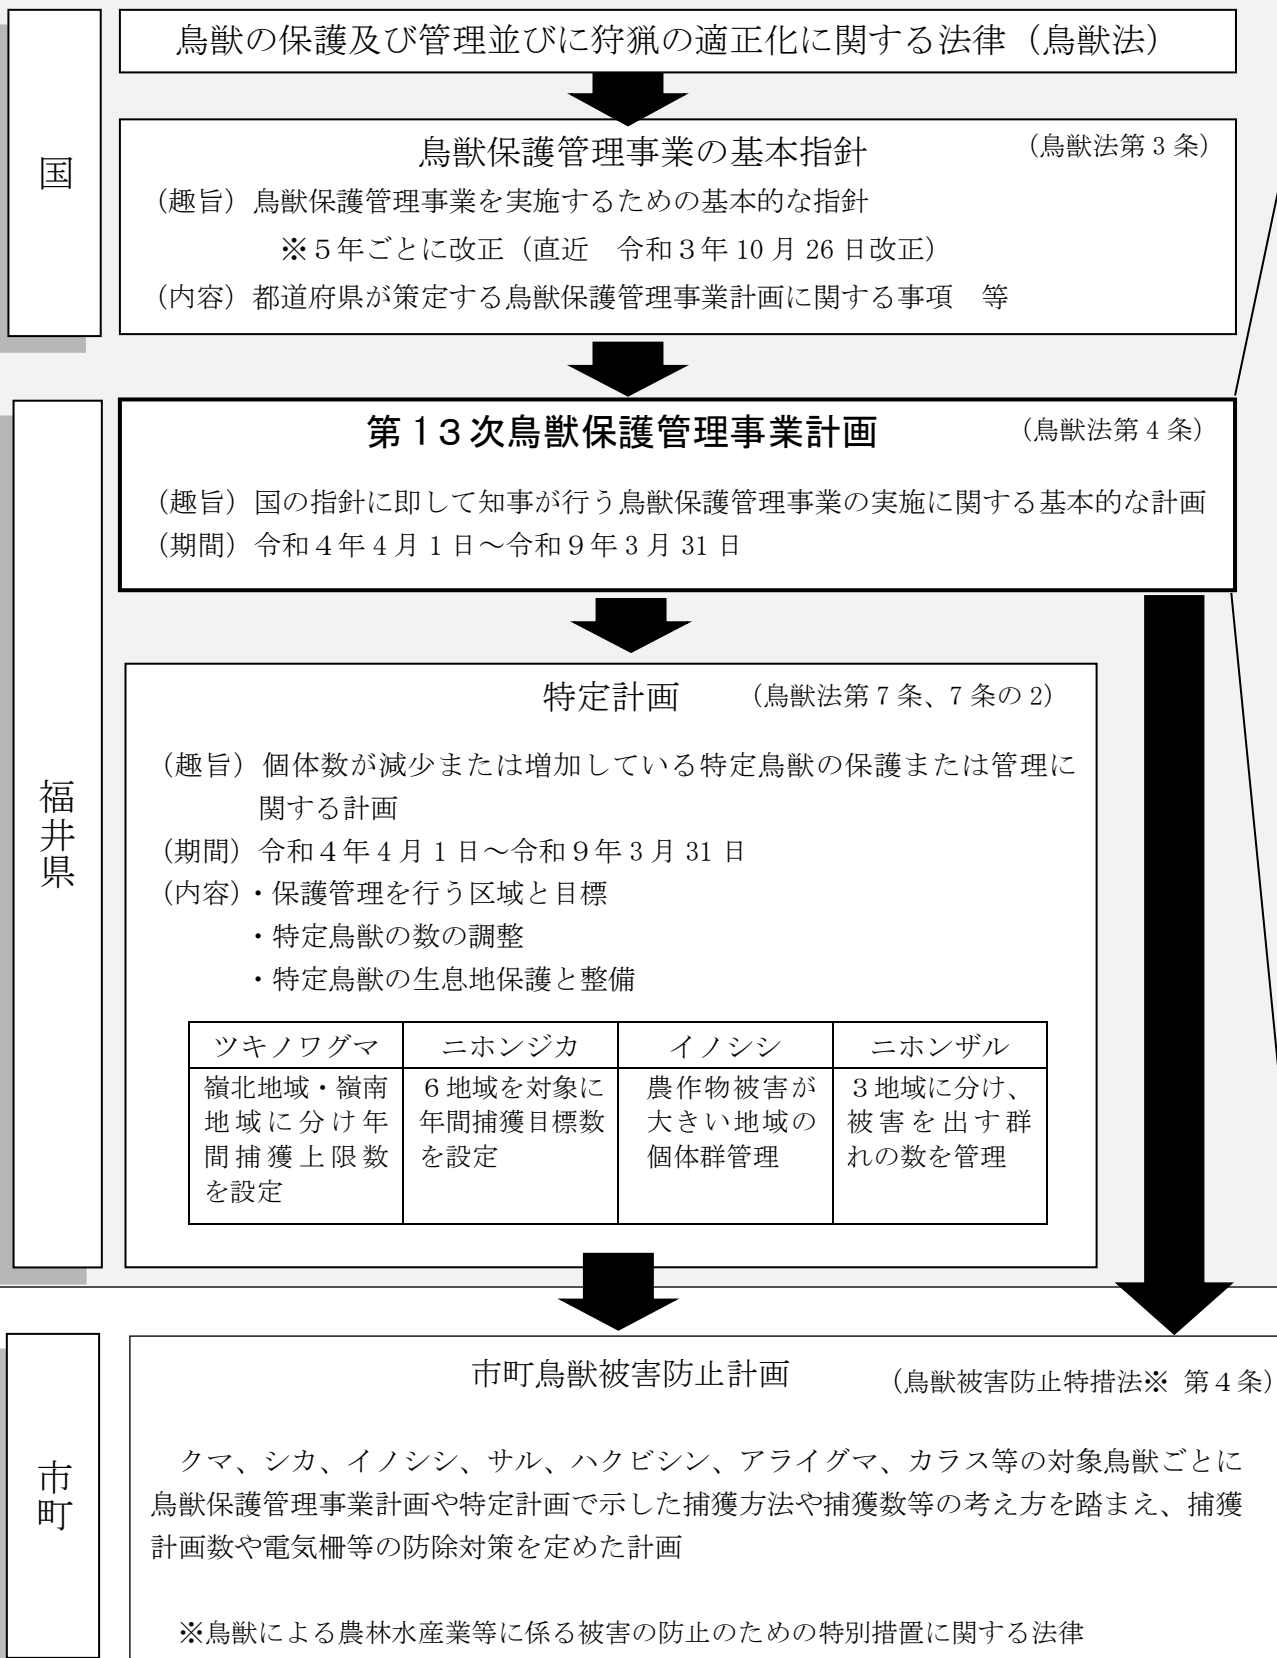 国
鳥獣の保護及び管理並びに狩猟の適正化に関する法律（鳥獣法）
鳥獣保護管理事業の基本指針　（鳥獣法第３条）
（趣旨）鳥獣保護管理事業を実施するための基本的な指針
※５年ごとに改正（直近　令和３年 10 月 26 日改正）
（内容）都道府県が策定する鳥獣保護管理事業計画に関する事項　等
福井県
第１３次鳥獣保護管理事業計画　（鳥獣法第４条）
（趣旨）国の指針に即して知事が行う鳥獣保護管理事業の実施に関する基本的な計画
（期間）令和４年４月１日～令和９年３月 31 日
特定計画　（鳥獣法第７条、７条の２）
（趣旨）個体数が減少または増加している特定鳥獣の保護または管理に
関する計画
（期間）令和４年４月１日～令和９年３月 31 日
（内容）・保護管理を行う区域と目標
・特定鳥獣の数の調整
・特定鳥獣の生息地保護と整備
ツキノワグマ
嶺北地域・嶺南
地域に分け年
間捕獲上限数
を設定
ニホンジカ
６地域を対象に
年間捕獲目標数
を設定
イノシシ
農作物被害が
大きい地域の
個体群管理
ニホンザル
３地域に分け、
被害を出す群
れの数を管理
市町
市町鳥獣被害防止計画　（鳥獣被害防止特措法※ 第４条）
クマ、シカ、イノシシ、サル、ハクビシン、アライグマ、カラス等の対象鳥獣ごとに
鳥獣保護管理事業計画や特定計画で示した捕獲方法や捕獲数等の考え方を踏まえ、捕獲
計画数や電気柵等の防除対策を定めた計画
※鳥獣による農林水産業等に係る被害の防止のための特別措置に関する法律